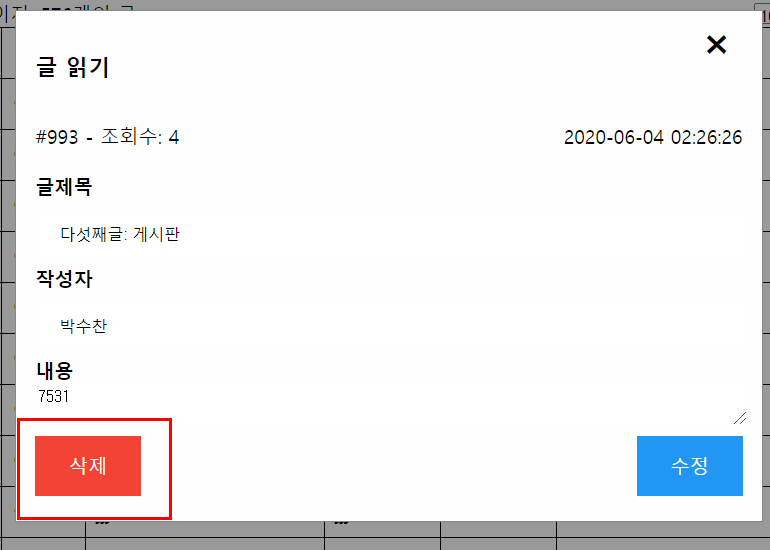 ✕
글 읽기
#993 - 조회수: 4 2020-06-04 02:26:26
글제목
다섯째글: 게시판
작성자
박수찬
내용
7531
삭제 수정